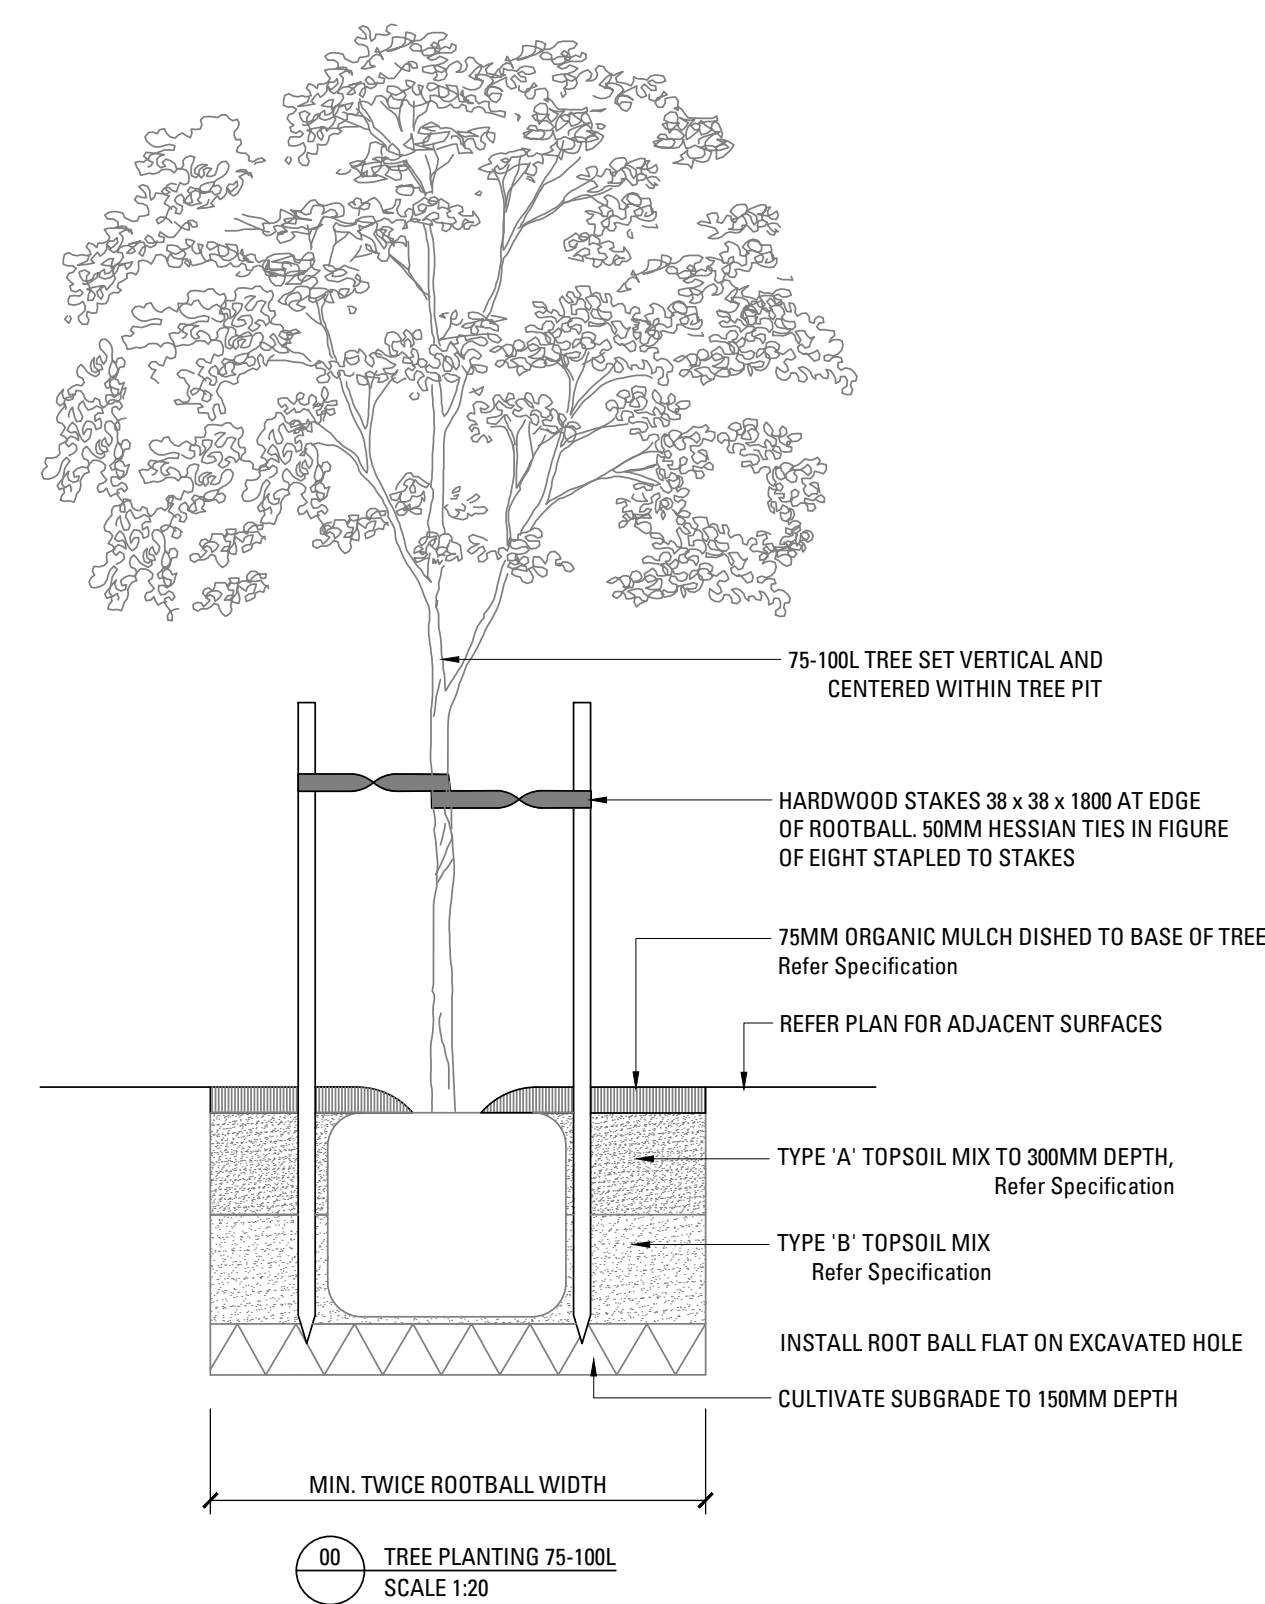 75-100L TREE SET VERTICAL AND
CENTERED WITHIN TREE PIT
HARDWOOD STAKES 38 x 38 x 1800 AT EDGE
OF ROOTBALL. 50MM HESSIAN TIES IN FIGURE
OF EIGHT STAPLED TO STAKES
75MM ORGANIC MULCH DISHED TO BASE OF TREE
Refer Specification
REFER PLAN FOR ADJACENT SURFACES
TYPE 'A' TOPSOIL MIX TO 300MM DEPTH,
Refer Specification
TYPE 'B' TOPSOIL MIX
Refer Specification
INSTALL ROOT BALL FLAT ON EXCAVATED HOLE
CULTIVATE SUBGRADE TO 150MM DEPTH
MIN. TWICE ROOTBALL WIDTH
00 TREE PLANTING 75-100L
SCALE 1:20